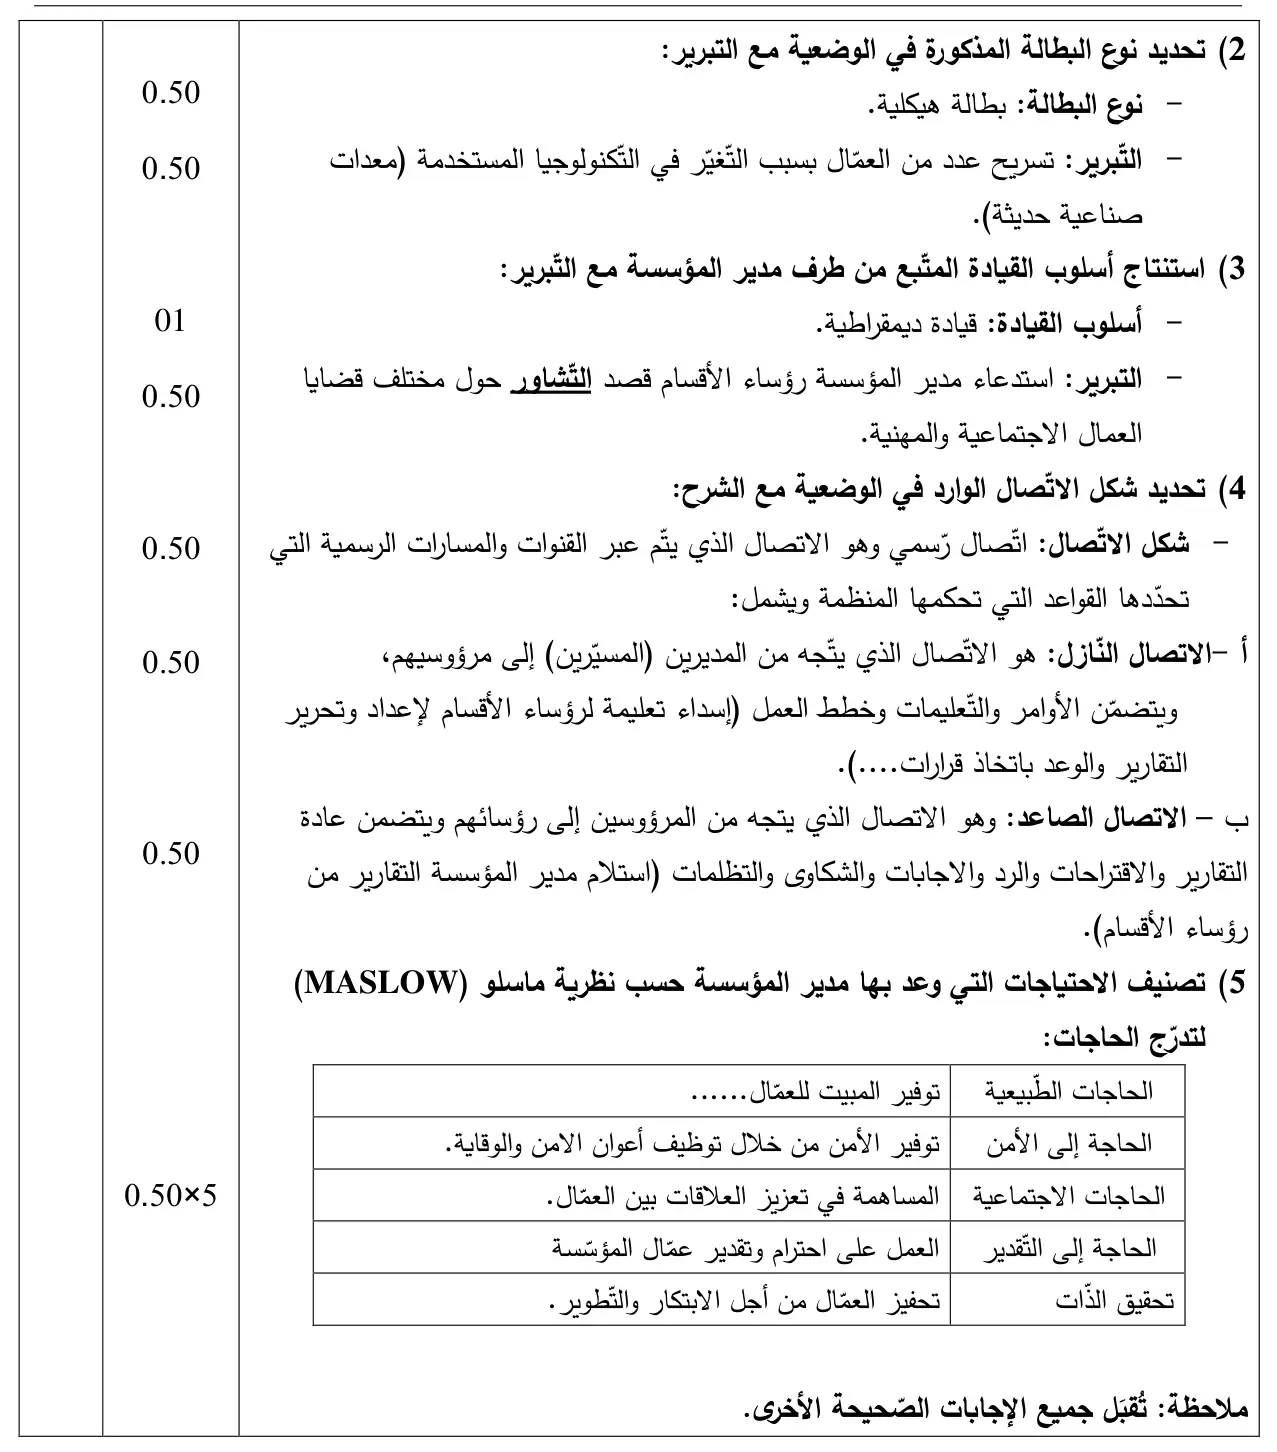 2) تحديد نوع البطالة المذكورة في الوضعية مع التبرير:
– نوع البطالة: بطالة هيكلية.
0.50
– التّبرير: تسريح عدد من العمّال بسبب التّغيّر في التّكنولوجيا المستخدمة (معدات
0.50
صناعية حديثة).
3) استنتاج أسلوب القيادة المتّبع من طرف مدير المؤسسة مع التّبرير:
– أسلوب القيادة: قيادة ديمقراطية.
01
– التبرير: استدعاء مدير المؤسسة رؤساء الأقسام قصد التّشاور حول مختلف قضايا
0.50
العمال الاجتماعية والمهنية.
4) تحديد شكل الاتّصال الوارد في الوضعية مع الشرح:
– شكل الاتّصال: اتّصال رّسمي وهو الاتصال الذي يتّم عبر القنوات والمسارات الرسمية التي
0.50
تحدّدها القواعد التي تحكمها المنظمة ويشمل:
أ –الاتصال النّازل: هو الاتّصال الذي يتّجه من المديرين (المسيّرين) إلى مرؤوسيهم،
0.50
ويتضمّن الأوامر والتّعليمات وخطط العمل (إسداء تعليمة لرؤساء الأقسام لإعداد وتحرير
التقارير والوعد باتخاذ قرارات....).
ب – الاتصال الصاعد: وهو الاتصال الذي يتجه من المرؤوسين إلى رؤسائهم ويتضمن عادة
0.50
التقارير والاقتراحات والرد والاجابات والشكاوى والتظلمات (استلام مدير المؤسسة التقارير من
رؤساء الأقسام).
5) تصنيف الاحتياجات التي وعد بها مدير المؤسسة حسب نظرية ماسلو (MASLOW)
لتدرّج الحاجات:
الحاجات الطّبيعية توفير المبيت للعمّال......
الحاجة إلى الأمن توفير الأمن من خلال توظيف أعوان الامن والوقاية.
الحاجات الاجتماعية المساهمة في تعزيز العلاقات بين العمّال.
0.50×5
الحاجة إلى التّقدير العمل على احترام وتقدير عمّال المؤسّسة
تحقيق الذّات تحفيز العمّال من أجل الابتكار والتّطوير.
ملاحظة: تُقبَل جميع الإجابات الصّحيحة الأخرى.